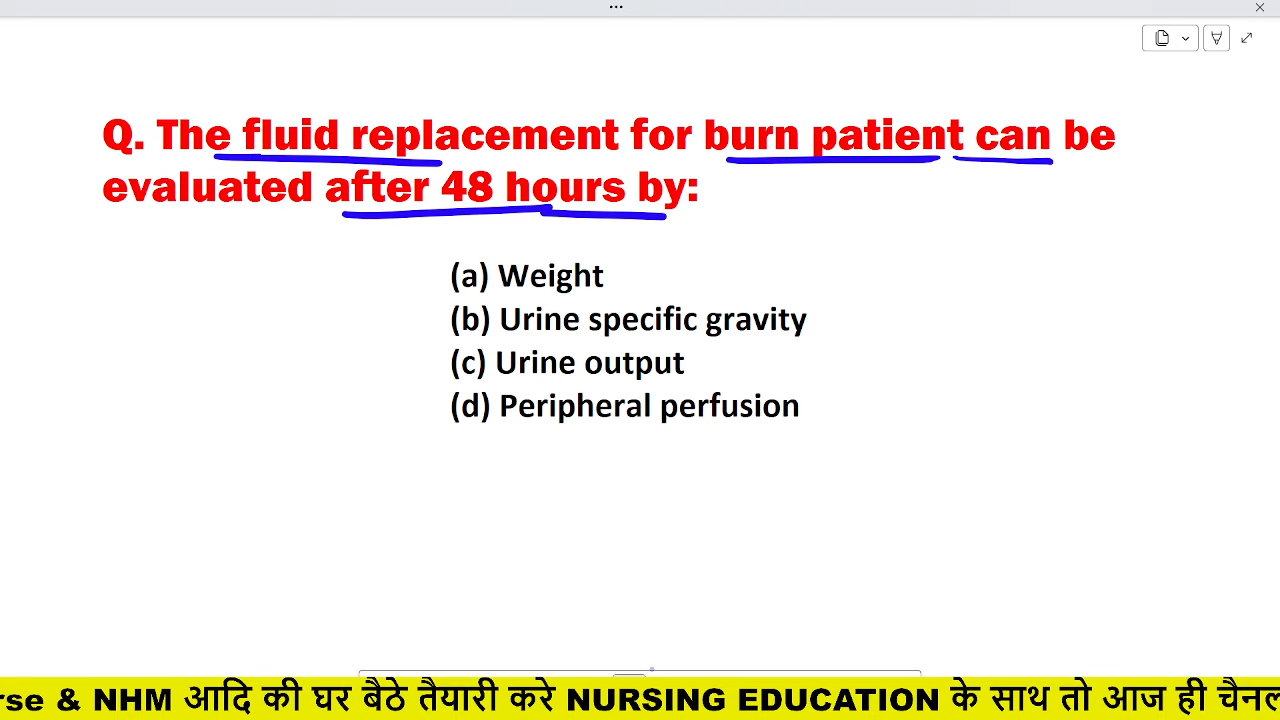 Q. The fluid replacement for burn patient can be
evaluated after 48 hours by:
(a) Weight
(b) Urine specific gravity
(c) Urine output
(d) Peripheral perfusion
rse & NHM आदि की घर बैठे तैयारी करे NURSING EDUCATION के साथ तो आज ही चैनल